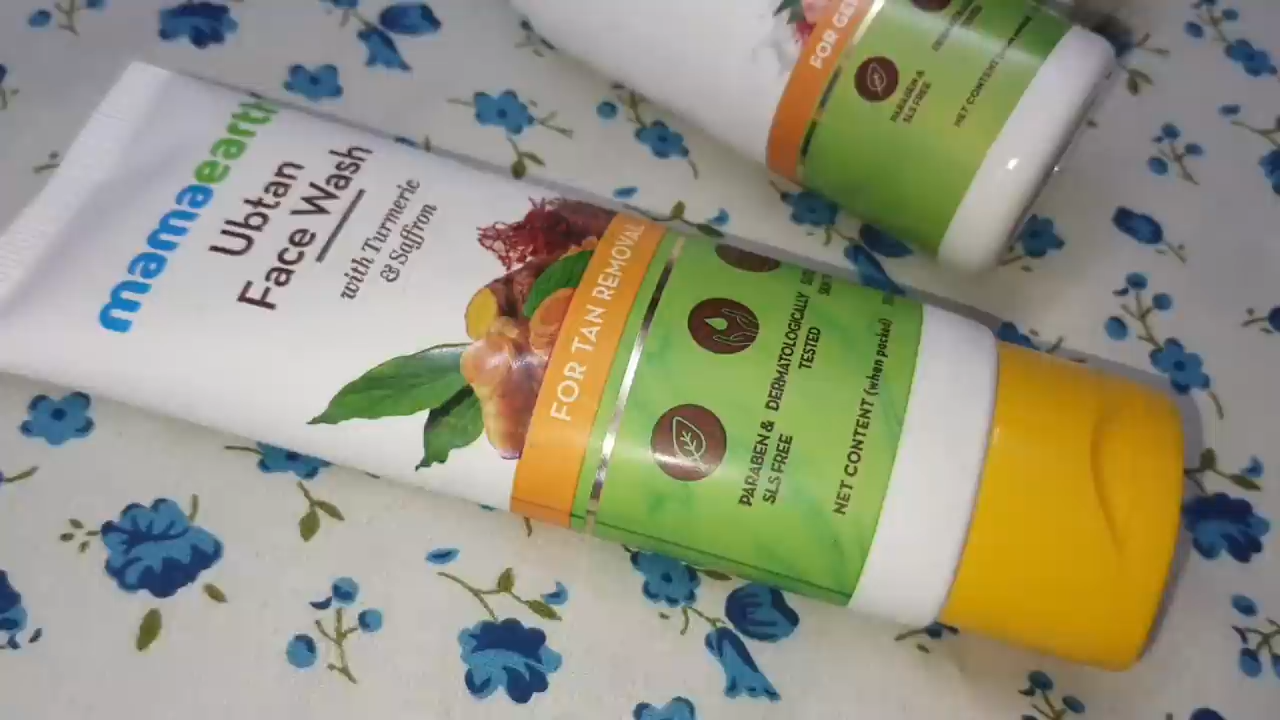 mamaearth
Ubtan
Face Wash
with Turmeric
& Saffron
FOR TAN REMOVAL
DERMATOLOGICALLY
TESTED
PARABEN &
SLS FREE
NET CONTENT (when packed)
FOR
PARABEN &
SLS FREE
NET CONTENT